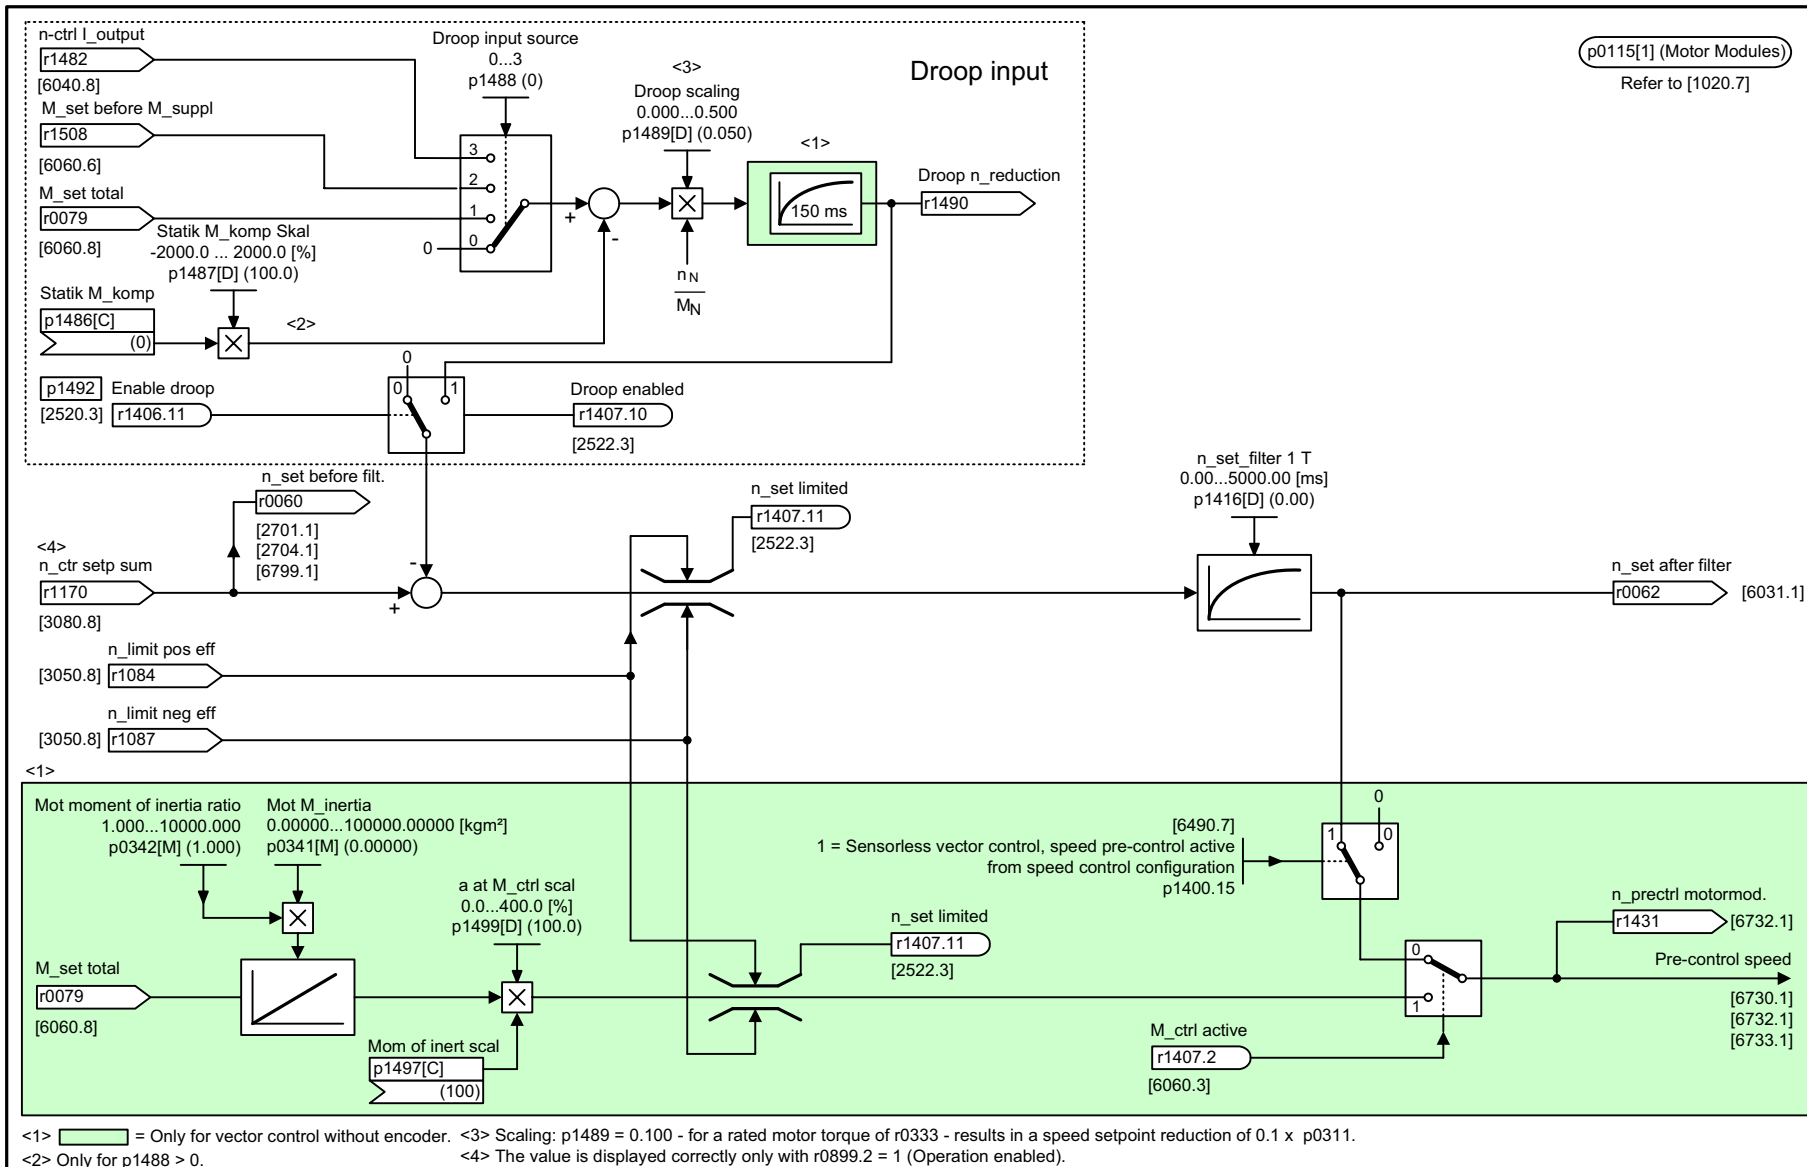 n-ctrl I_output
r1482
[6040.8]
M_set before M_suppl
r1508
[6060.6]
M_set total
r0079
[6060.8]
Statik M_komp Skal
-2000.0 ... 2000.0 [%]
p1487[D] (100.0)
Statik M_komp
p1486[C]
(0)
<2>
Droop input source
0...3
p1488 (0)
3
2
1
0
0
+
-
<3>
Droop scaling
0.000...0.500
p1489[D] (0.050)
n N
M N
<1>
150 ms
Droop input
Droop n_reduction
r1490
p0115[1] (Motor Modules)
Refer to [1020.7]
p1492
Enable droop
[2520.3]
r1406.11
0
0
1
Droop enabled
r1407.10
[2522.3]
n_set before filt.
r0060
[2701.1]
[2704.1]
[6799.1]
<4>
n_ctr setp sum
r1170
[3080.8]
-
+
n_set limited
r1407.11
[2522.3]
n_set_filter 1 T
0.00...5000.00 [ms]
p1416[D] (0.00)
n_set after filter
r0062
[6031.1]
n_limit pos eff
[3050.8]
r1084
n_limit neg eff
[3050.8]
r1087
<1>
Mot moment of inertia ratio
1.000...10000.000
p0342[M] (1.000)
Mot M_inertia
0.00000...100000.00000 [kgm²]
p0341[M] (0.00000)
M_set total
r0079
[6060.8]
a at M_ctrl scal
0.0...400.0 [%]
p1499[D] (100.0)
Mom of inert scal
p1497[C]
(100)
n_set limited
r1407.11
[2522.3]
[6490.7]
1 = Sensorless vector control, speed pre-control active
from speed control configuration
p1400.15
0
1
0
0
1
M_ctrl active
r1407.2
[6060.3]
n_prectrl motormod.
r1431
[6732.1]
Pre-control speed
[6730.1]
[6732.1]
[6733.1]
<1> = Only for vector control without encoder.
<2> Only for p1488 > 0.
<3> Scaling: p1489 = 0.100 - for a rated motor torque of r0333 - results in a speed setpoint reduction of 0.1 x p0311.
<4> The value is displayed correctly only with r0899.2 = 1 (Operation enabled).